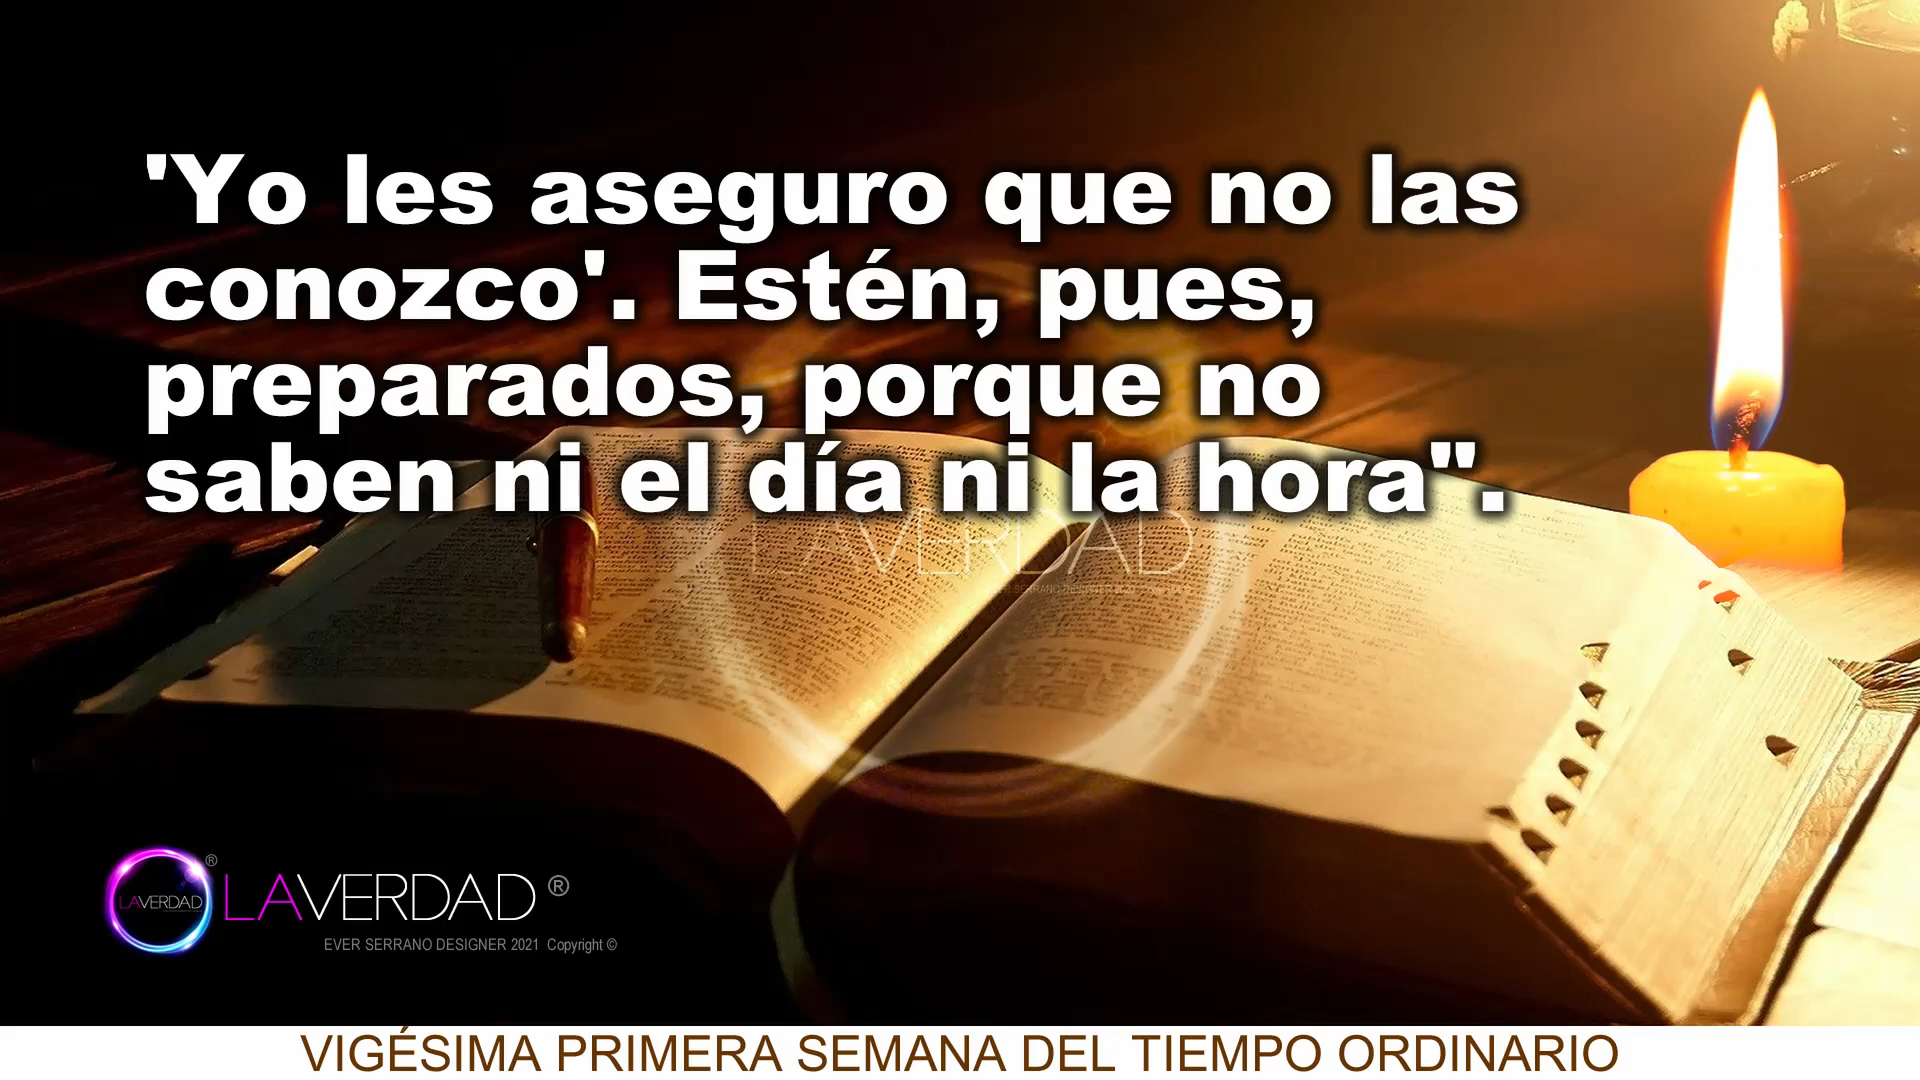 'Yo les aseguro que no las
conozco'. Estén, pues,
preparados, porque no
saben ni el día ni la hora".
LAVERDAD
LAVERDAD ®
LAVERDAD ®
EVER SERRANO DESIGNER 2021 Copyright ©
VIGÉSIMA PRIMERA SEMANA DEL TIEMPO ORDINARIO